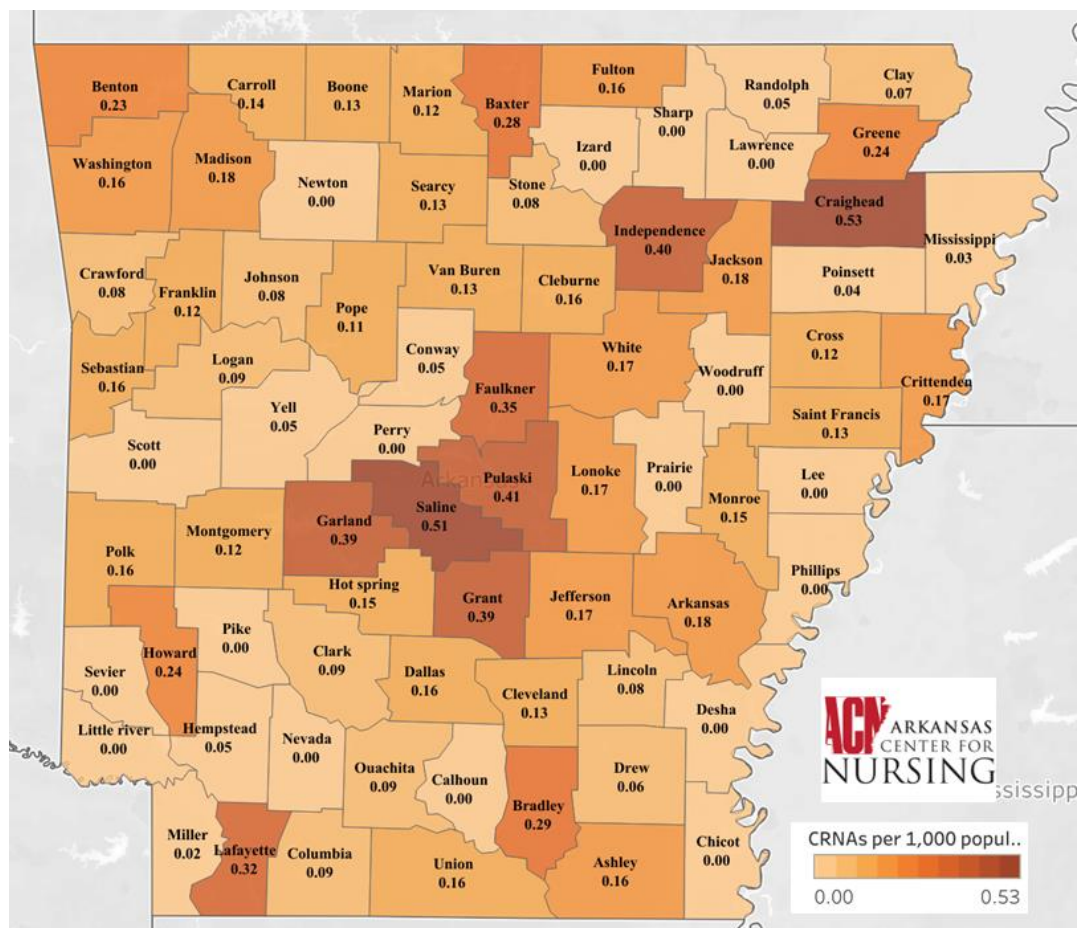 Benton
0.23
Carroll
0.14
Boone
0.13
Marion
0.12
Baxter
0.28
Fulton
0.16
Sharp
0.00
Randolph
0.05
Clay
0.07
Washington
0.16
Madison
0.18
Newton
0.00
Searcy
0.13
Stone
0.08
Izard
0.00
Lawrence
0.00
Greene
0.24
Independence
0.40
Jackson
0.18
Craighead
0.53
Mississippi
0.03
Crawford
0.08
Franklin
0.12
Johnson
0.08
Pope
0.11
Van Buren
0.13
Cleburne
0.16
Poinsett
0.04
Sebastian
0.16
Logan
0.09
Conway
0.05
Faulkner
0.35
White
0.17
Woodruff
0.00
Cross
0.12
Crittenden
0.17
Scott
0.00
Yell
0.05
Perry
0.00
Saint Francis
0.13
Pulaski
0.41
Lonoke
0.17
Prairie
0.00
Monroe
0.15
Lee
0.00
Polk
0.16
Montgomery
0.12
Garland
0.39
Saline
0.51
Phillips
0.00
Hot spring
0.15
Grant
0.39
Jefferson
0.17
Arkansas
0.18
Sevier
0.00
Howard
0.24
Pike
0.00
Clark
0.09
Dallas
0.16
Cleveland
0.13
Lincoln
0.08
Desha
0.00
Little river
0.00
Hempstead
0.05
Nevada
0.00
Ouachita
0.09
Calhoun
0.00
Bradley
0.29
Drew
0.06
Miller
0.02
Lafayette
0.32
Columbia
0.09
Union
0.16
Ashley
0.16
Chicot
0.00
ACN ARKANSAS
CENTER FOR
NURSING
ssissipp
CRNAs per 1,000 popul..
0.00 0.53